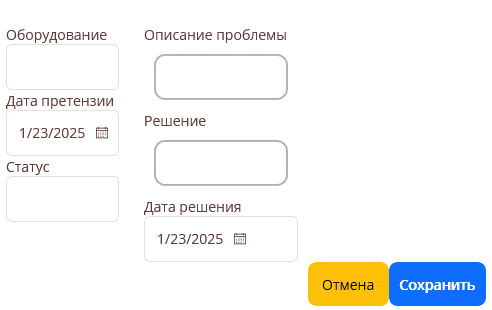 Оборудование
Дата претензии
1/23/2025
Статус
Описание проблемы
Решение
Дата решения
1/23/2025
Отмена
Сохранить